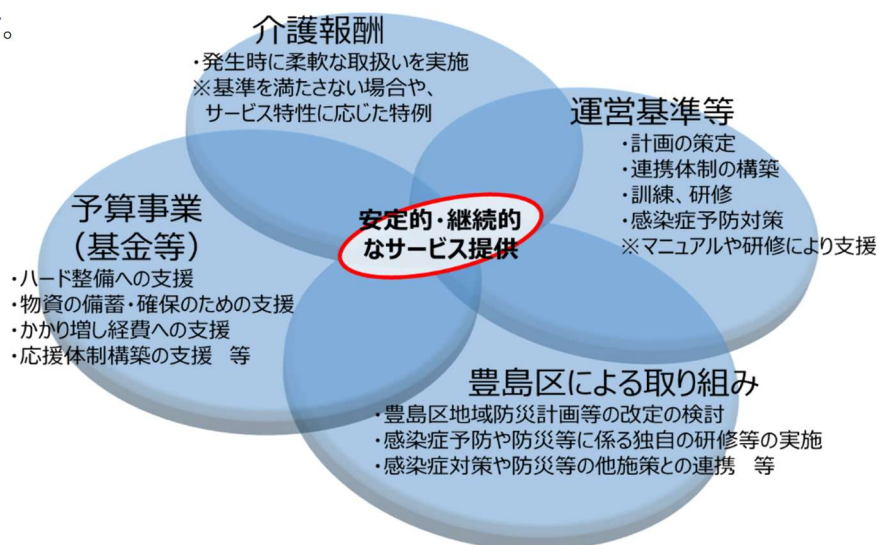 。
介護報酬
・発生時に柔軟な取扱いを実施
※基準を満たさない場合や、
サービス特性に応じた特例
運営基準等
・計画の策定
・連携体制の構築
・訓練、研修
・感染症予防対策
※マニュアルや研修により支援
予算事業
（基金等）
・ハード整備への支援
・物資の備蓄・確保のための支援
・かかり増し経費への支援
・応援体制構築の支援　等
安定的・継続的
なサービス提供
豊島区による取り組み
・豊島区地域防災計画等の改定の検討
・感染症予防や防災等に係る独自の研修等の実施
・感染症対策や防災等の他施策との連携　等